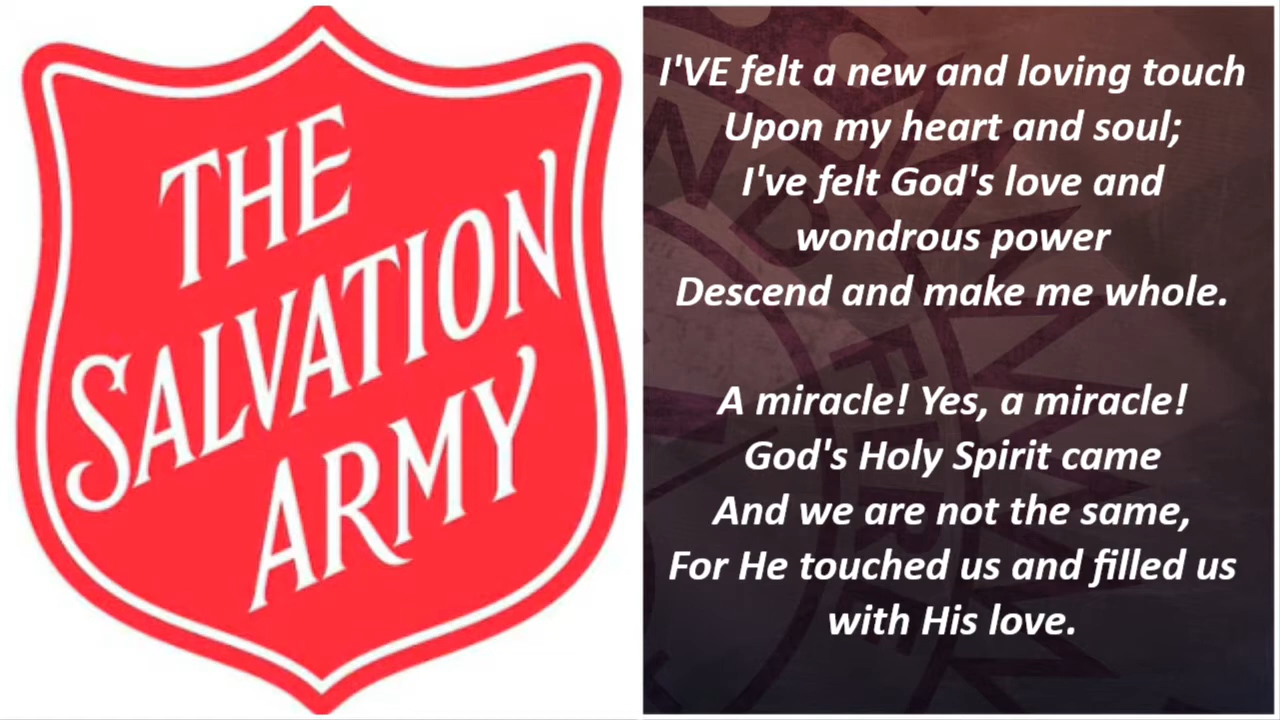 THE
SALVATION
ARMY
I'VE felt a new and loving touch
Upon my heart and soul;
I've felt God's love and
wondrous power
Descend and make me whole.
A miracle! Yes, a miracle!
God's Holy Spirit came
And we are not the same,
For He touched us and filled us
with His love.